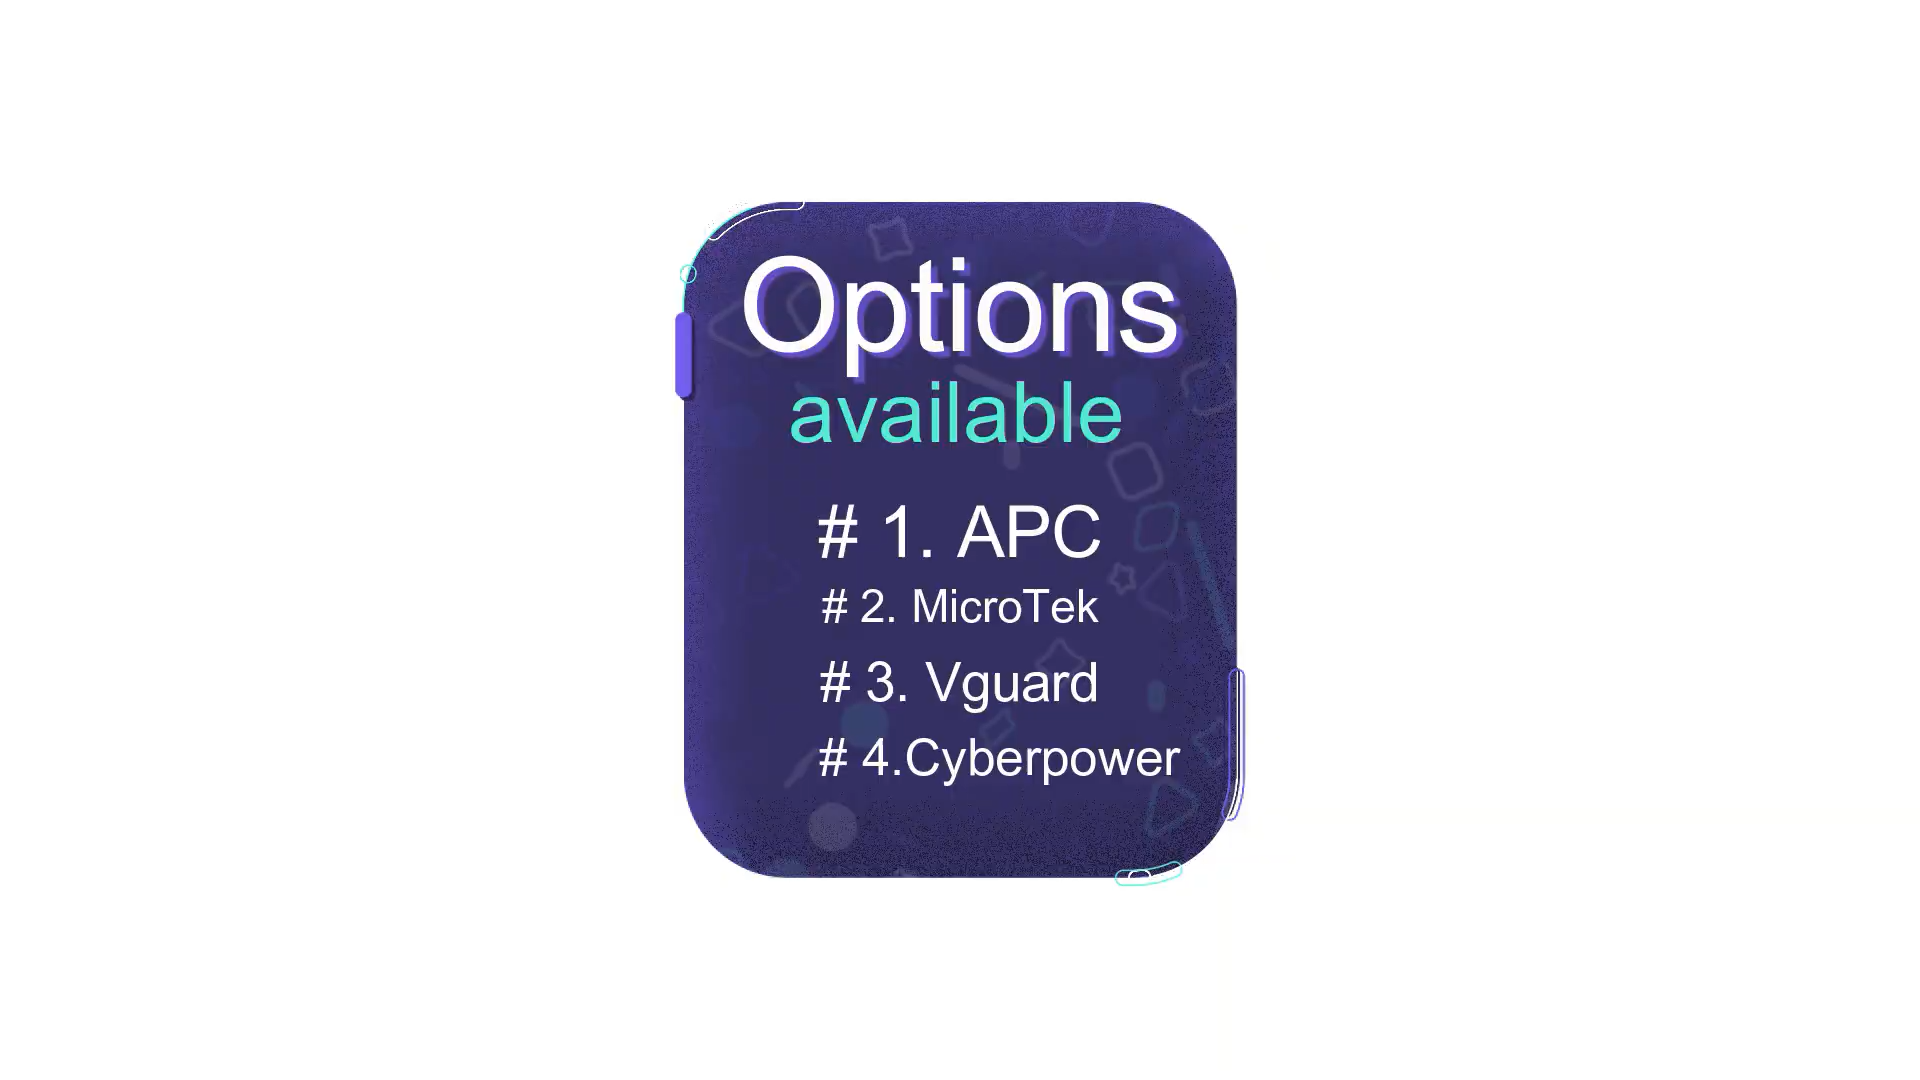 Options
available
# 1. APC
# 2. MicroTek
# 3. Vguard
# 4.Cyberpower